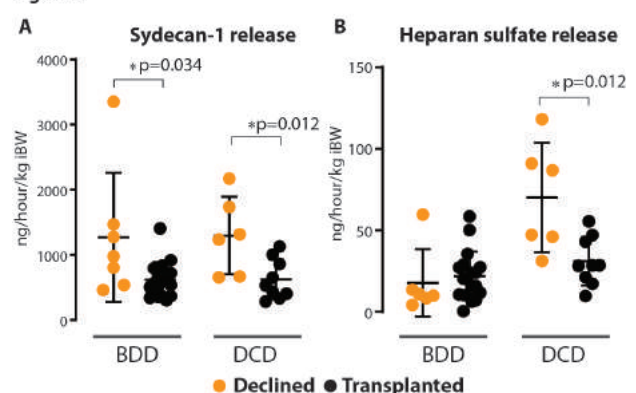 A
Sydecan-1 release
4000
3000
2000
1000
0
ng/hour/kg iBW
*p=0.034
*p=0.012
BDD
DCD
B
Heparan sulfate release
150
100
50
0
ng/hour/kg iBW
*p=0.012
BDD
DCD
Declined Transplanted